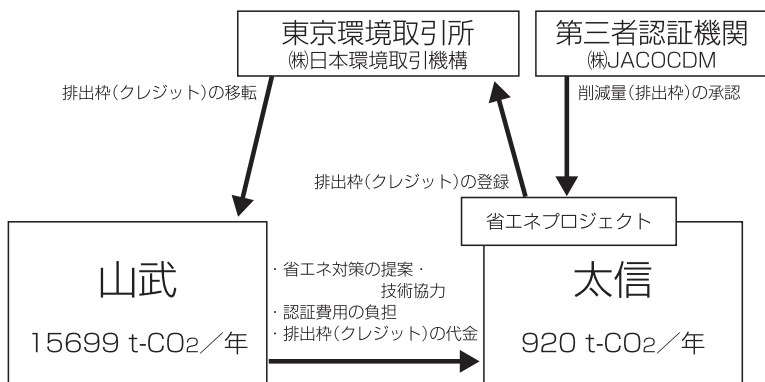 東京環境取引所
㈱日本環境取引機構
第三者認証機関
㈱JACOCDM
排出枠(クレジット)の移転
削減量(排出枠)の承認
排出枠(クレジット)の登録
省エネプロジェクト
山武
15699 t-CO2／年
・省エネ対策の提案・
技術協力
・認証費用の負担
・排出枠(クレジット)の代金
太信
920 t-CO2／年